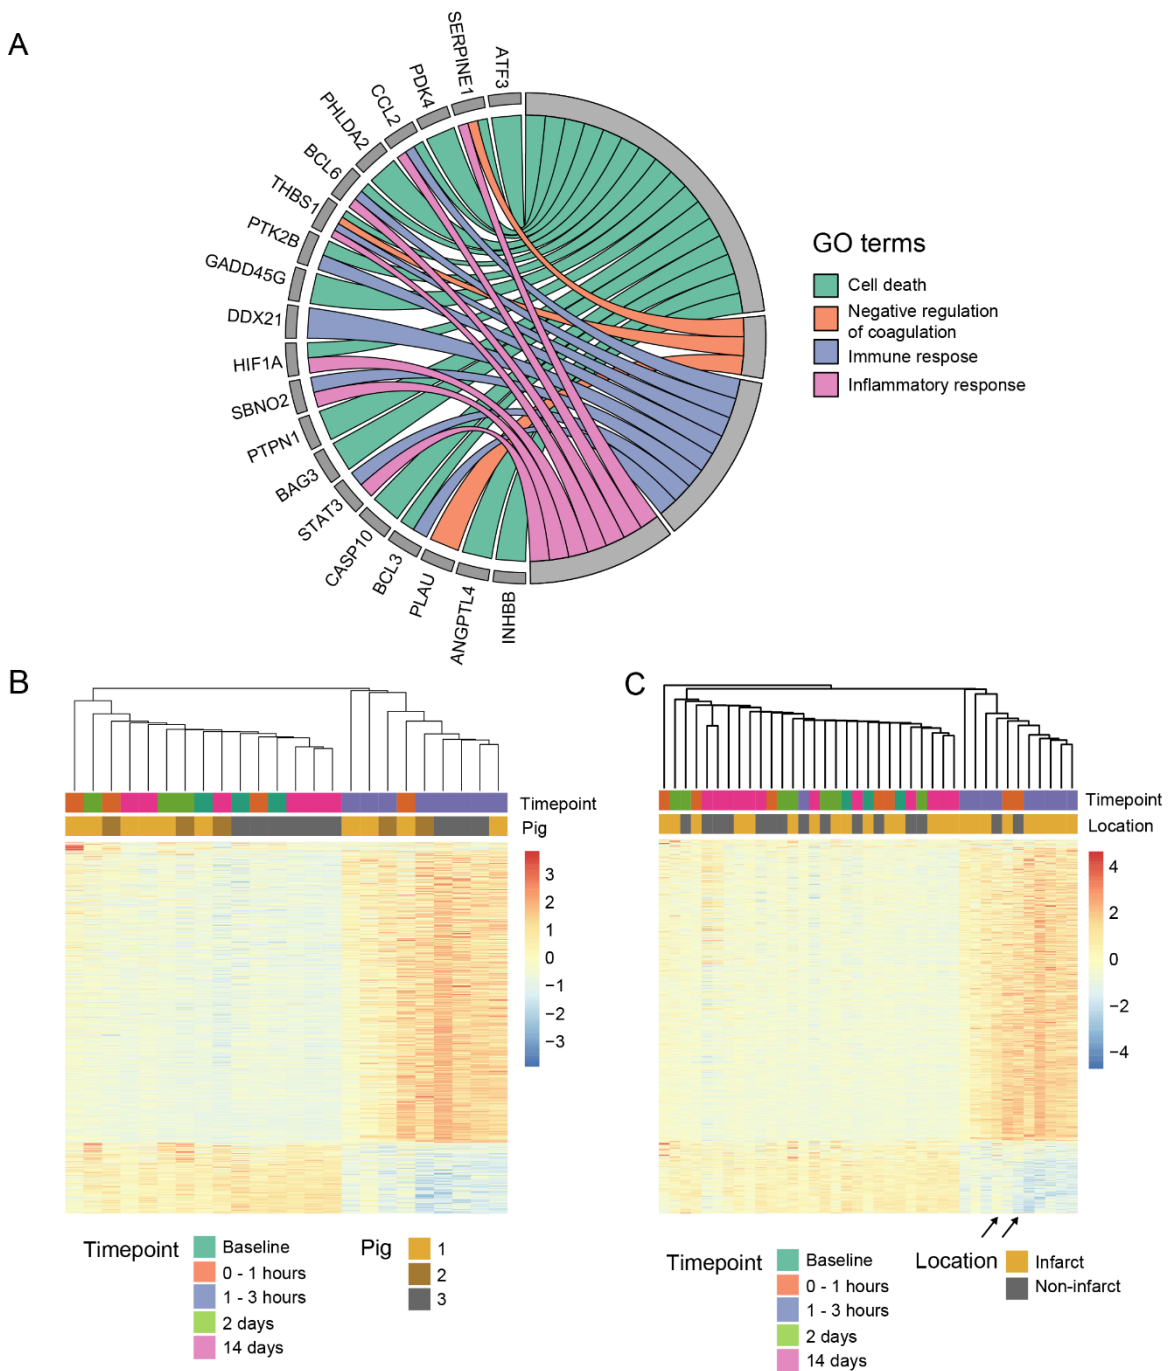 A
ATF3
SERPINE1
PDK4
CCL2
PHLDA2
BCL6
THBS1
PTK2B
GADD45G
DDX21
HIF1A
SBNO2
PTPN1
BAG3
STAT3
CASP10
BCL3
PLAU
ANGPTL4
INHBB
GO terms
Cell death
Negative regulation
of coagulation
Immune respose
Inflammatory response
B
Timepoint
Pig
3
2
1
0
−1
−2
−3
Timepoint
Baseline
0 - 1 hours
1 - 3 hours
2 days
14 days
Pig
1
2
3
C
Timepoint
Location
4
2
0
−2
−4
Timepoint
Baseline
0 - 1 hours
1 - 3 hours
2 days
14 days
Location
Infarct
Non-infarct